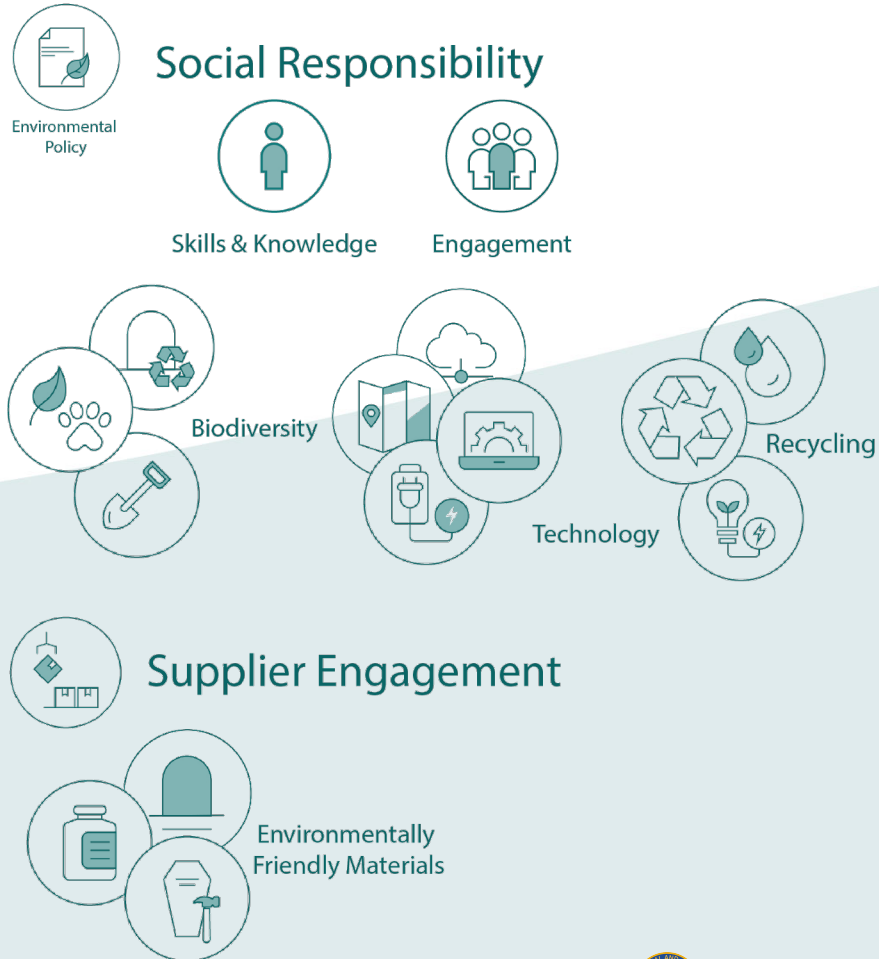 Social Responsibility
Environmental
Policy
Skills & Knowledge
Engagement
Biodiversity
Recycling
Technology
Supplier Engagement
Environmentally
Friendly Materials